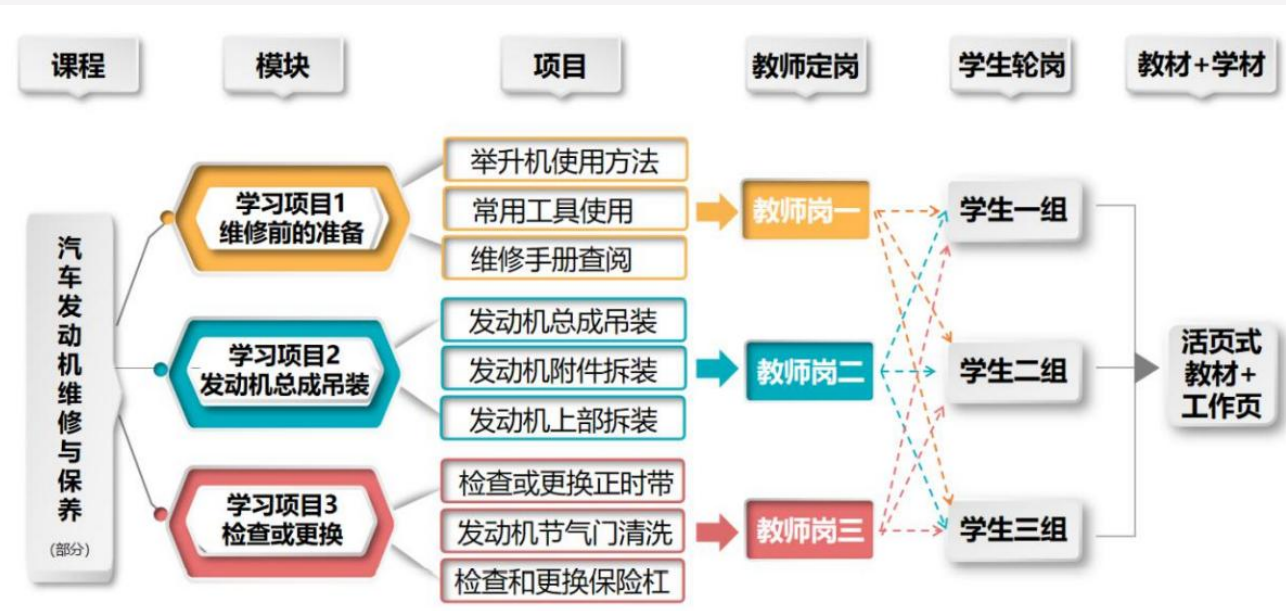 课程
模块
项目
教师定岗
学生轮岗
教材+学材
汽车发动机维修与保养
(部分)
学习项目1
维修前的准备
举升机使用方法
常用工具使用
维修手册查阅
教师岗一
学生一组
学习项目2
发动机总成吊装
发动机总成吊装
发动机附件拆装
发动机上部拆装
教师岗二
学生二组
学习项目3
检查或更换
检查或更换正时带
发动机节气门清洗
检查和更换保险杠
教师岗三
学生三组
活页式
教材+
工作页